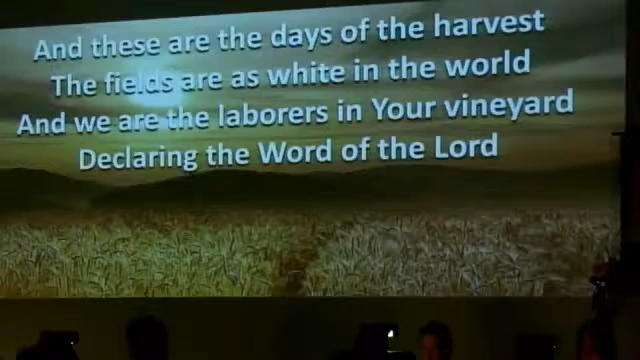 And these are the days of the harvest
The fields are as white in the world
And we are the laborers in Your vineyard
Declaring the Word of the Lord